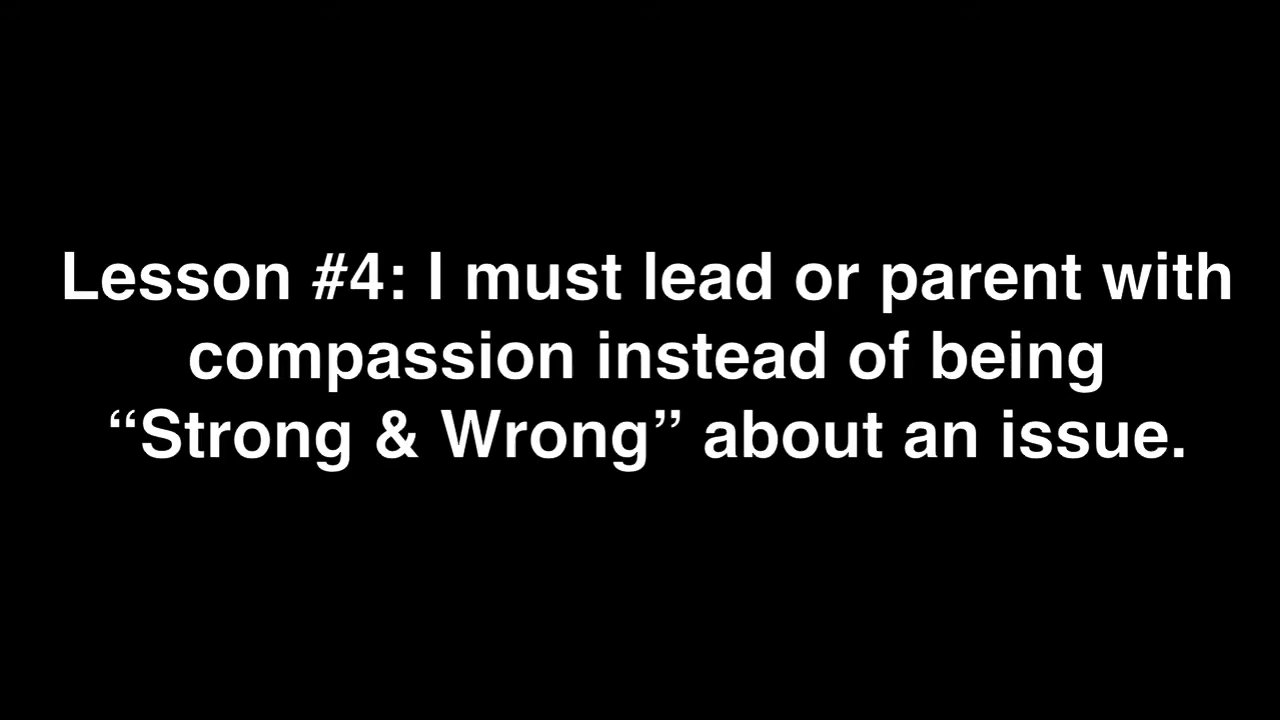 Lesson #4: I must lead or parent with
compassion instead of being
“Strong & Wrong” about an issue.